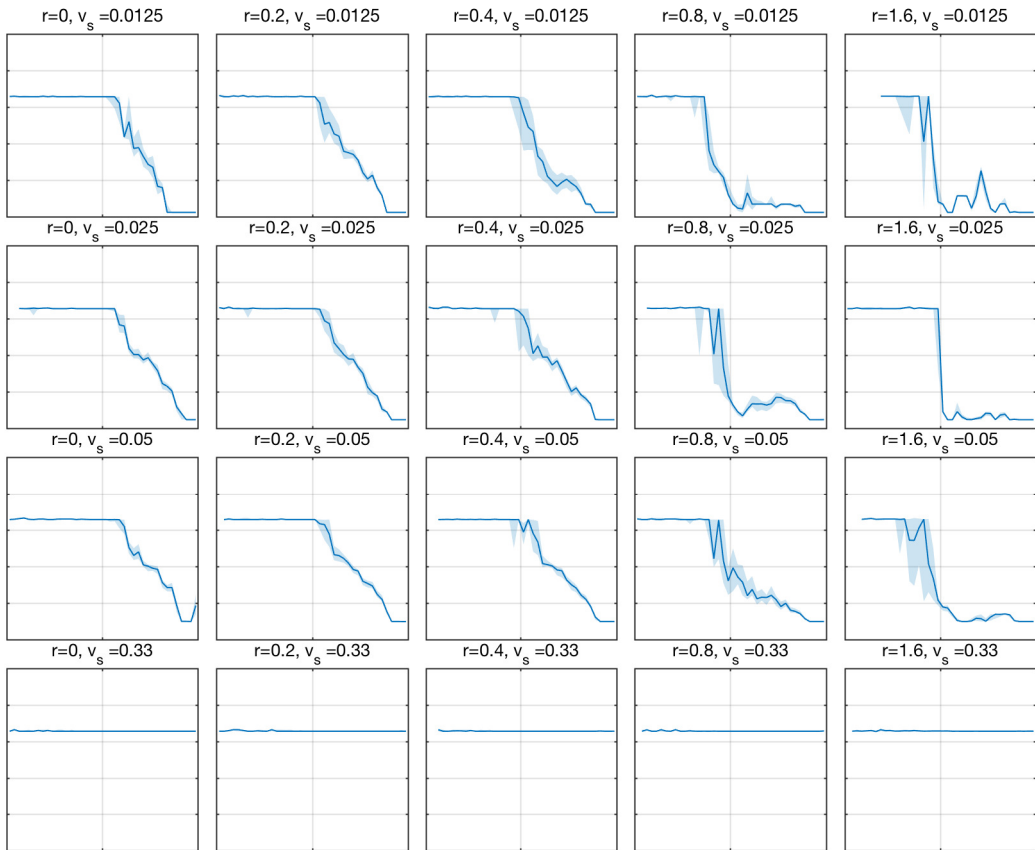 r=0, v_s =0.0125
r=0.2, v_s =0.0125
r=0.4, v_s =0.0125
r=0.8, v_s =0.0125
r=1.6, v_s =0.0125
r=0, v_s =0.025
r=0.2, v_s =0.025
r=0.4, v_s =0.025
r=0.8, v_s =0.025
r=1.6, v_s =0.025
r=0, v_s =0.05
r=0.2, v_s =0.05
r=0.4, v_s =0.05
r=0.8, v_s =0.05
r=1.6, v_s =0.05
r=0, v_s =0.33
r=0.2, v_s =0.33
r=0.4, v_s =0.33
r=0.8, v_s =0.33
r=1.6, v_s =0.33